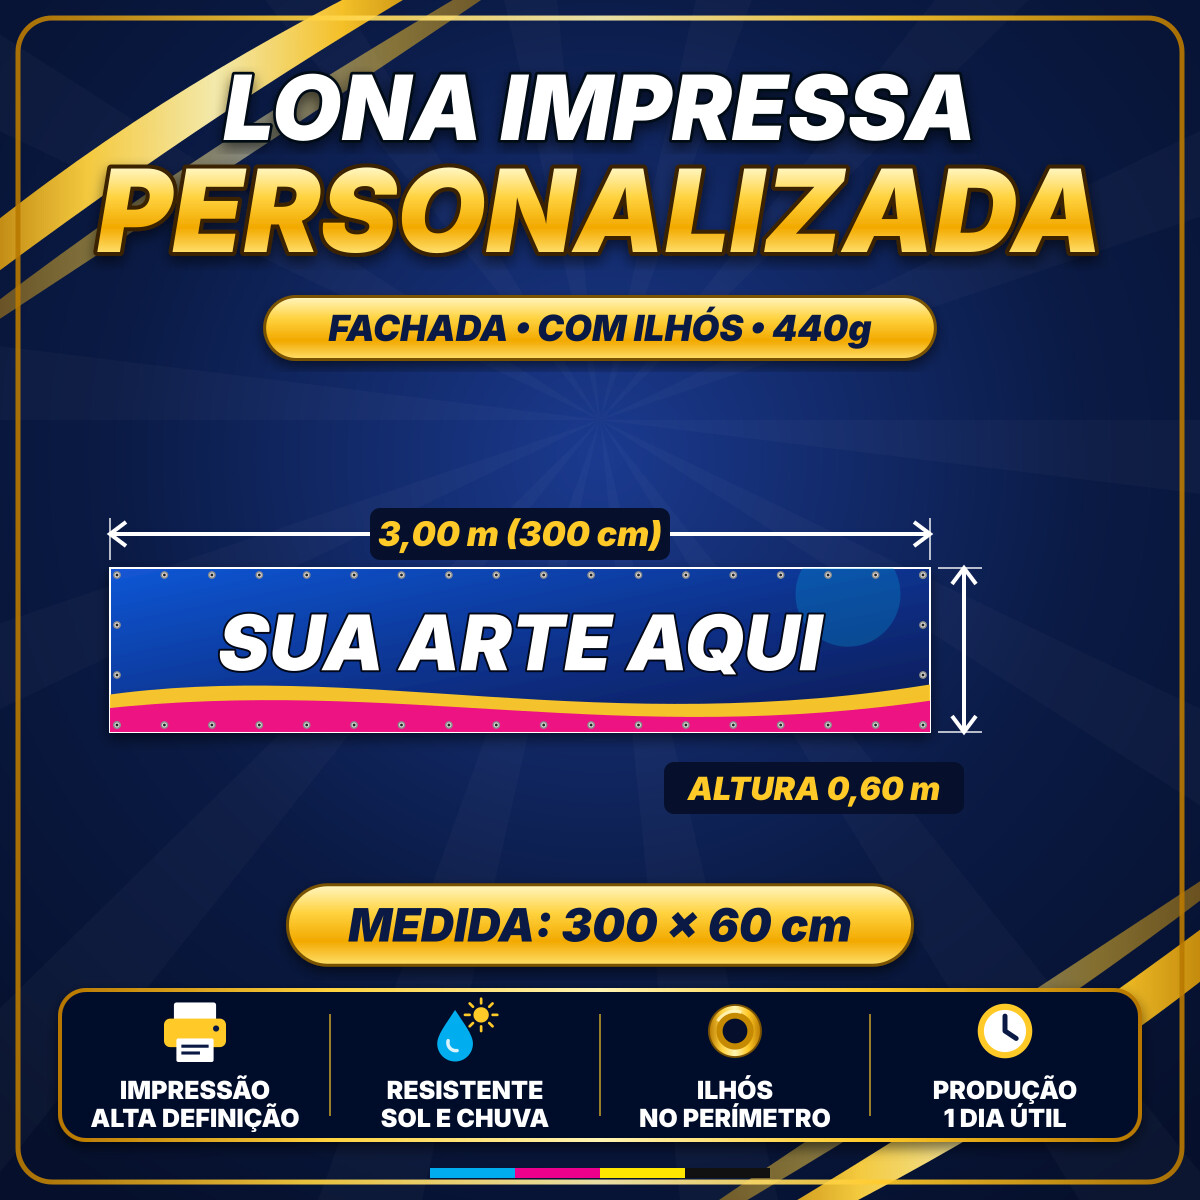 LONA IMPRESSA
PERSONALIZADA
FACHADA • COM ILHÓS • 440g
3,00 m (300 cm)
SUA ARTE AQUI
ALTURA 0,60 m
MEDIDA: 300 × 60 cm
IMPRESSÃO
ALTA DEFINIÇÃO
RESISTENTE
SOL E CHUVA
ILHÓS
NO PERÍMETRO
PRODUÇÃO
1 DIA ÚTIL